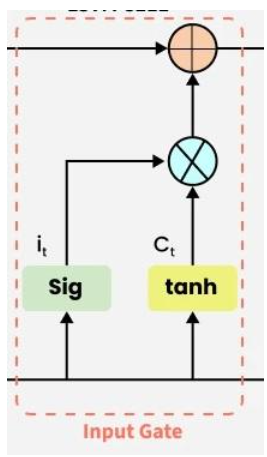 i_t
C_t
Sig
tanh
Input Gate